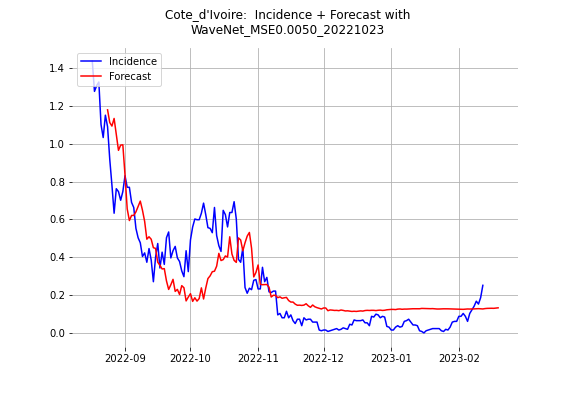 Cote_d'Ivoire:  Incidence + Forecast with
WaveNet_MSE0.0050_20221023
Incidence
Forecast
1.4
1.2
1.0
0.8
0.6
0.4
0.2
0.0
2022-09 2022-10 2022-11 2022-12 2023-01 2023-02